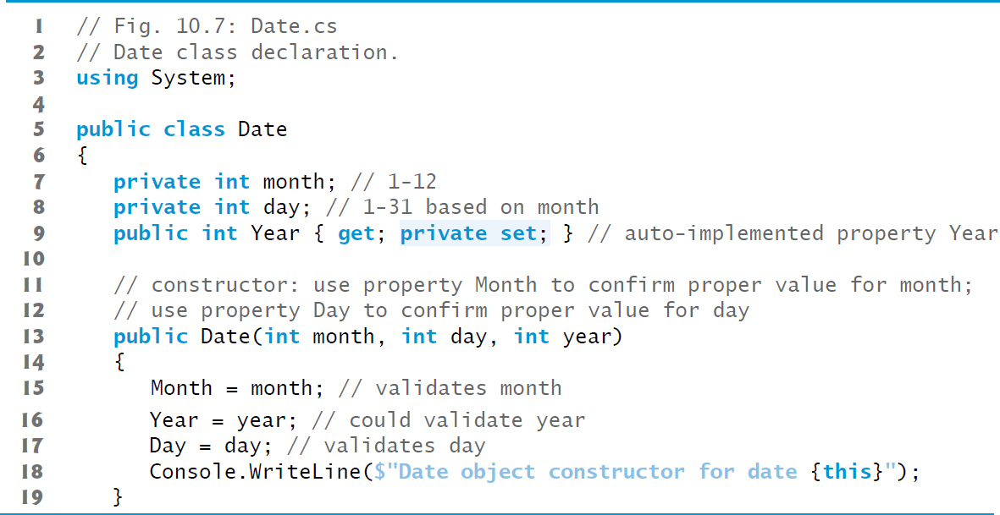 1 // Fig. 10.7: Date.cs
2 // Date class declaration.
3 using System;
4
5 public class Date
6 {
7 private int month; // 1-12
8 private int day; // 1-31 based on month
9 public int Year { get; private set; } // auto-implemented property Year
10
11 // constructor: use property Month to confirm proper value for month;
12 // use property Day to confirm proper value for day
13 public Date(int month, int day, int year)
14 {
15 Month = month; // validates month
16 Year = year; // could validate year
17 Day = day; // validates day
18 Console.WriteLine($"Date object constructor for date {this}");
19 }